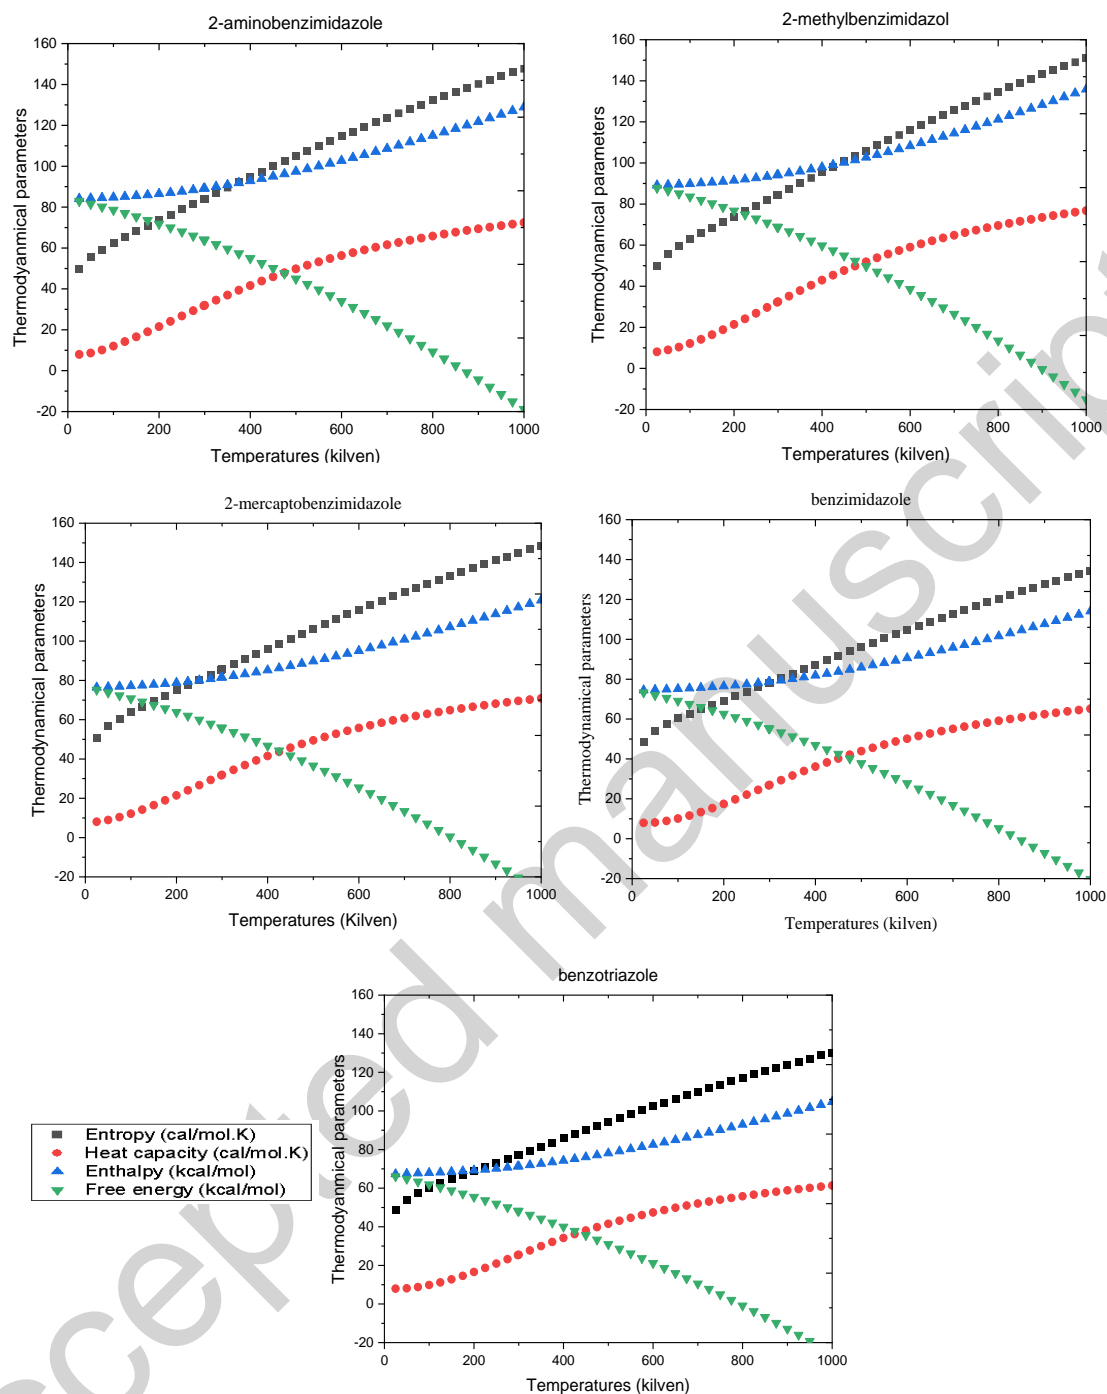 2-aminobenzimidazole
160
140
120
100
80
60
40
20
0
-20
Thermodyanmical parameters
0 200 400 600 800 1000
Temperatures (kilven)
2-methylbenzimidazol
160
140
120
100
80
60
40
20
0
-20
Thermodynamical parameters
0 200 400 600 800 1000
Temperatures (kilven)
2-mercaptobenzimidazole
160
140
120
100
80
60
40
20
0
-20
Thermodynamical parameters
0 200 400 600 800 1000
Temperatures (Kilven)
benzimidazole
160
140
120
100
80
60
40
20
0
-20
Thermodynamical parameters
0 200 400 600 800 1000
Temperatures (kilven)
benzotriazole
160
140
120
100
80
60
40
20
0
-20
Thermodyanmical parameters
0 200 400 600 800 1000
Temperatures (kilven)
Entropy (cal/mol.K)
Heat capacity (cal/mol.K)
Enthalpy (kcal/mol)
Free energy (kcal/mol)
cepted manuscript